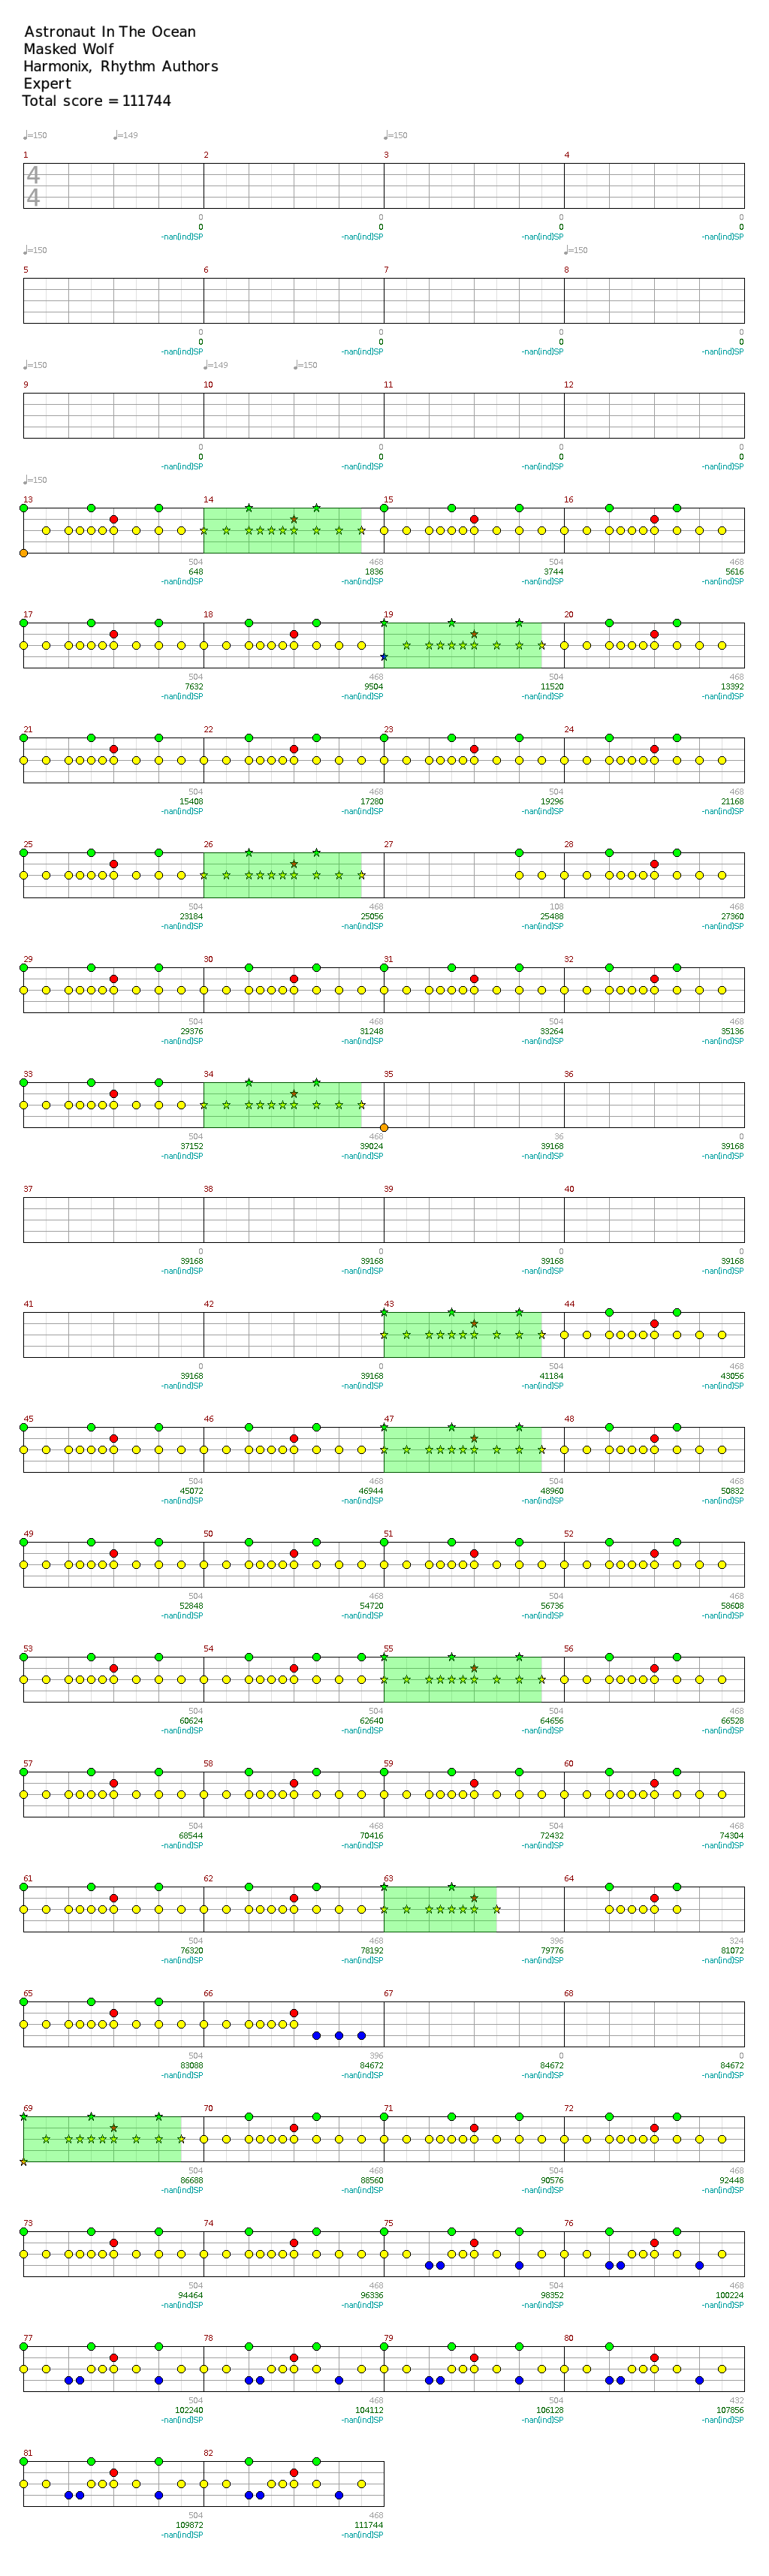 Astronaut In The Ocean
Masked Wolf
Harmonix, Rhythm Authors
Expert
Total score = 111744
♩=150 ♩=149 ♩=150
1 2 3 4
4
4
0 0 0 0
0 0 0 0
-nan(ind)SP -nan(ind)SP -nan(ind)SP -nan(ind)SP
♩=150 ♩=150
5 6 7 8
0 0 0 0
0 0 0 0
-nan(ind)SP -nan(ind)SP -nan(ind)SP -nan(ind)SP
♩=150 ♩=149 ♩=150
9 10 11 12
0 0 0 0
0 0 0 0
-nan(ind)SP -nan(ind)SP -nan(ind)SP -nan(ind)SP
♩=150
13 14 15 16
504 468 504 468
648 1836 3744 5616
-nan(ind)SP -nan(ind)SP -nan(ind)SP -nan(ind)SP
17 18 19 20
504 468 504 468
7632 9504 11520 13392
-nan(ind)SP -nan(ind)SP -nan(ind)SP -nan(ind)SP
21 22 23 24
504 468 504 468
15408 17280 19296 21168
-nan(ind)SP -nan(ind)SP -nan(ind)SP -nan(ind)SP
25 26 27 28
504 468 108 468
23184 25056 25488 27360
-nan(ind)SP -nan(ind)SP -nan(ind)SP -nan(ind)SP
29 30 31 32
504 468 504 468
29376 31248 33264 35136
-nan(ind)SP -nan(ind)SP -nan(ind)SP -nan(ind)SP
33 34 35 36
504 468 36 0
37152 39024 39168 39168
-nan(ind)SP -nan(ind)SP -nan(ind)SP -nan(ind)SP
37 38 39 40
0 0 0 0
39168 39168 39168 39168
-nan(ind)SP -nan(ind)SP -nan(ind)SP -nan(ind)SP
41 42 43 44
0 0 504 468
39168 39168 41184 43056
-nan(ind)SP -nan(ind)SP -nan(ind)SP -nan(ind)SP
45 46 47 48
504 468 504 468
45072 46944 48960 50832
-nan(ind)SP -nan(ind)SP -nan(ind)SP -nan(ind)SP
49 50 51 52
504 468 504 468
52848 54720 56736 58608
-nan(ind)SP -nan(ind)SP -nan(ind)SP -nan(ind)SP
53 54 55 56
504 504 504 468
60624 62640 64656 66528
-nan(ind)SP -nan(ind)SP -nan(ind)SP -nan(ind)SP
57 58 59 60
504 468 504 468
68544 70416 72432 74304
-nan(ind)SP -nan(ind)SP -nan(ind)SP -nan(ind)SP
61 62 63 64
504 468 396 324
76320 78192 79776 81072
-nan(ind)SP -nan(ind)SP -nan(ind)SP -nan(ind)SP
65 66 67 68
504 396 0 0
83088 84672 84672 84672
-nan(ind)SP -nan(ind)SP -nan(ind)SP -nan(ind)SP
69 70 71 72
504 468 504 468
86688 88560 90576 92448
-nan(ind)SP -nan(ind)SP -nan(ind)SP -nan(ind)SP
73 74 75 76
504 468 504 468
94464 96336 98352 100224
-nan(ind)SP -nan(ind)SP -nan(ind)SP -nan(ind)SP
77 78 79 80
504 468 504 432
102240 104112 106128 107856
-nan(ind)SP -nan(ind)SP -nan(ind)SP -nan(ind)SP
81 82
504 468
109872 111744
-nan(ind)SP -nan(ind)SP